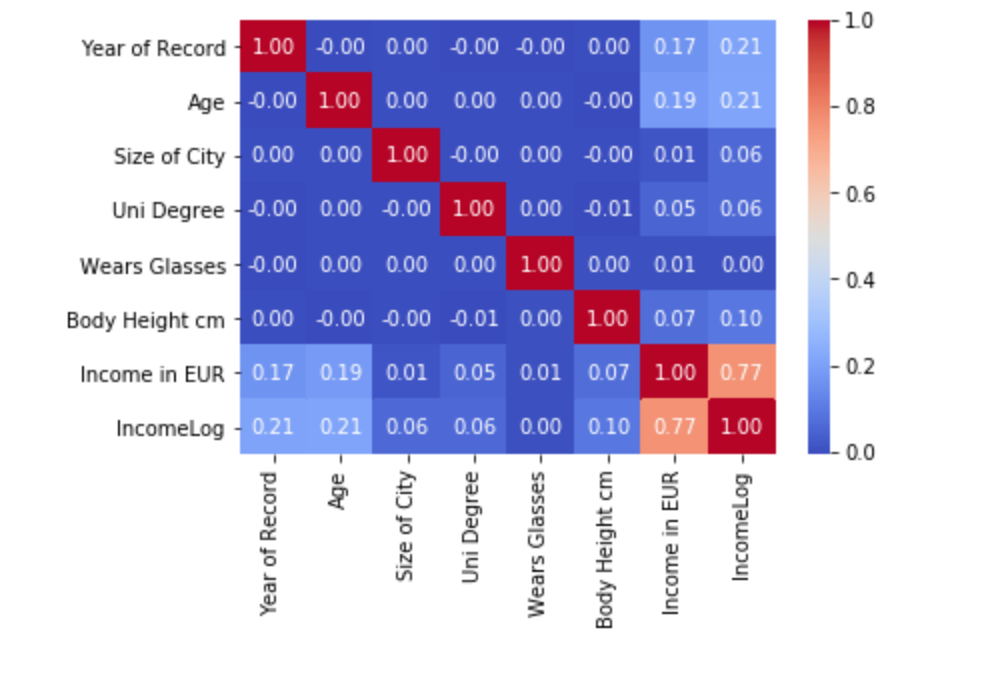 Year of Record 1.00 -0.00 0.00 -0.00 -0.00 0.00 0.17 0.21
Age -0.00 1.00 0.00 0.00 0.00 -0.00 0.19 0.21
Size of City 0.00 0.00 1.00 -0.00 0.00 -0.00 0.01 0.06
Uni Degree -0.00 0.00 -0.00 1.00 0.00 -0.01 0.05 0.06
Wears Glasses -0.00 0.00 0.00 0.00 1.00 0.00 0.01 0.00
Body Height cm 0.00 -0.00 -0.00 -0.01 0.00 1.00 0.07 0.10
Income in EUR 0.17 0.19 0.01 0.05 0.01 0.07 1.00 0.77
IncomeLog 0.21 0.21 0.06 0.06 0.00 0.10 0.77 1.00
Year of Record
Age
Size of City
Uni Degree
Wears Glasses
Body Height cm
Income in EUR
IncomeLog
1.0
0.8
0.6
0.4
0.2
0.0